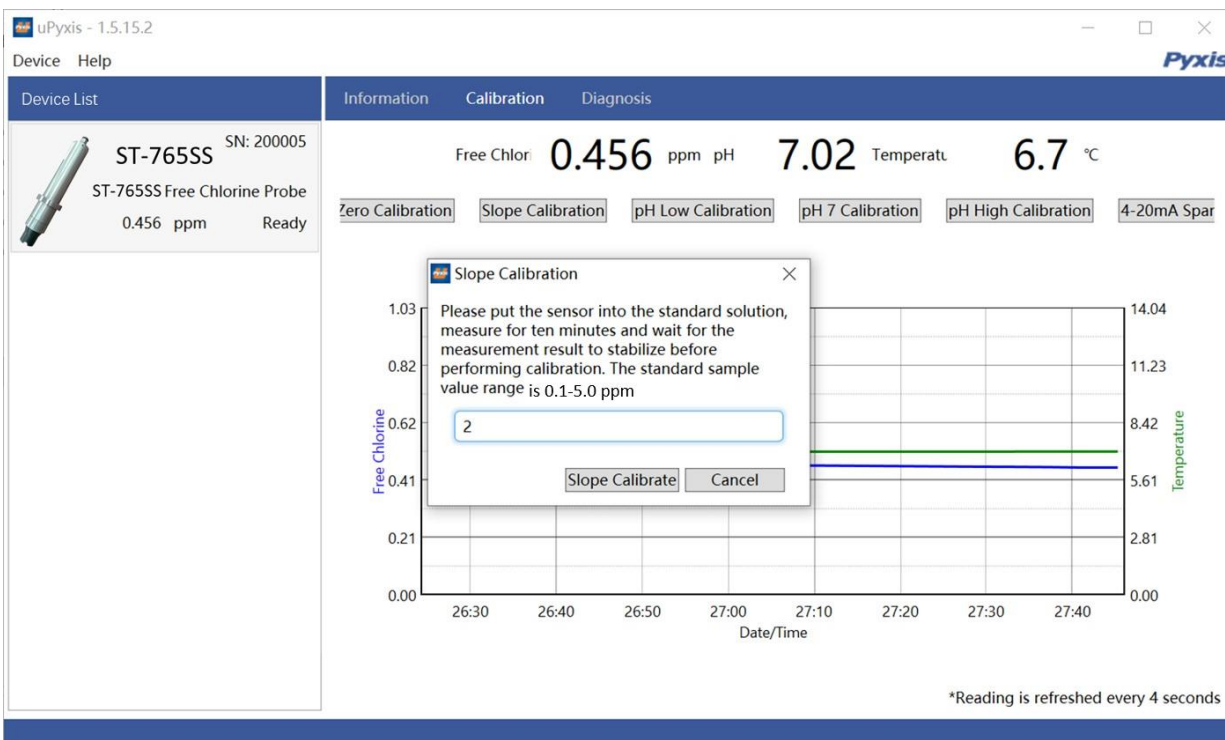 uPyxis - 1.5.15.2
Device Help
Pyxis
Device List
Information Calibration Diagnosis
ST-765SS SN: 200005
ST-765SS Free Chlorine Probe
0.456 ppm Ready
Free Chlori 0.456 ppm pH 7.02 Temperatu 6.7 °C
Zero Calibration Slope Calibration pH Low Calibration pH 7 Calibration pH High Calibration 4-20mA Spar
Slope Calibration
Please put the sensor into the standard solution,
measure for ten minutes and wait for the
measurement result to stabilize before
performing calibration. The standard sample
value range is 0.1-5.0 ppm
2
Slope Calibrate Cancel
1.03
0.82
0.62
0.41
0.21
0.00
Free Chlorine
14.04
11.23
8.42
5.61
2.81
0.00
Temperature
26:30 26:40 26:50 27:00 27:10 27:20 27:30 27:40
Date/Time
*Reading is refreshed every 4 seconds